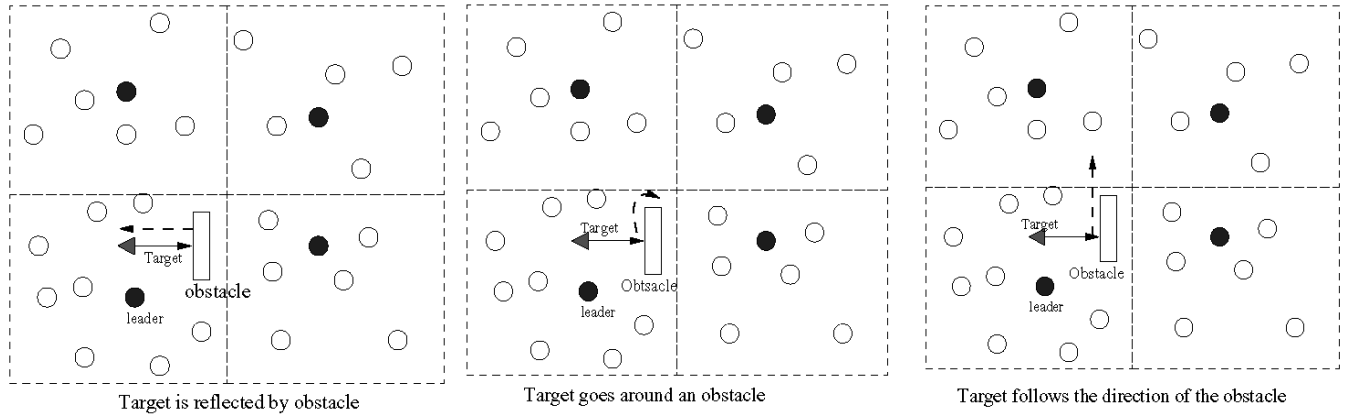 Target
obstacle
leader
Target is reflected by obstacle
Target
Obtsacle
leader
Target goes around an obstacle
Target
Obstacle
leader
Target follows the direction of the obstacle